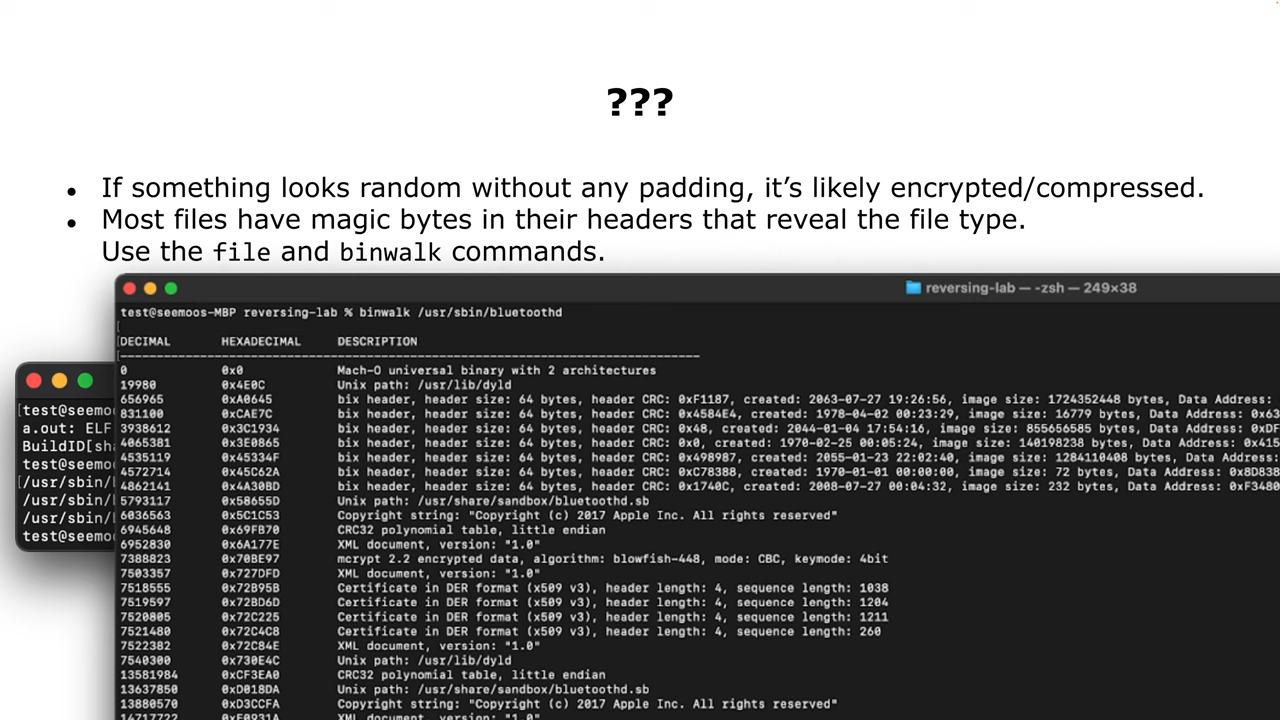 ???
● If something looks random without any padding, it’s likely encrypted/compressed.
● Most files have magic bytes in their headers that reveal the file type.
Use the file and binwalk commands.
reversing-lab — -zsh — 249×38
test@seemoos-MBP reversing-lab % binwalk /usr/sbin/bluetoothd
DECIMAL HEXADECIMAL DESCRIPTION
--------------------------------------------------------------------------------
0 0x0 Mach-O universal binary with 2 architectures
19980 0x4E0C Unix path: /usr/lib/dyld
656965 0xA0645 bix header, header size: 64 bytes, header CRC: 0xF1187, created: 2063-07-27 19:26:56, image size: 1724352448 bytes, Data Address:
831100 0xCAE7C bix header, header size: 64 bytes, header CRC: 0x4584E4, created: 1978-04-02 00:23:29, image size: 16779 bytes, Data Address: 0x63
3938612 0x3C1934 bix header, header size: 64 bytes, header CRC: 0x48, created: 2044-01-04 17:54:16, image size: 855656585 bytes, Data Address: 0xDF
4065381 0x3E0865 bix header, header size: 64 bytes, header CRC: 0x0, created: 1970-02-25 00:05:24, image size: 140198238 bytes, Data Address: 0x415
4535119 0x45334F bix header, header size: 64 bytes, header CRC: 0x498987, created: 2055-01-23 22:02:40, image size: 1284110408 bytes, Data Address:
4572714 0x45C62A bix header, header size: 64 bytes, header CRC: 0xC78388, created: 1970-01-01 00:00:00, image size: 72 bytes, Data Address: 0x8D838
4862141 0x4A30BD bix header, header size: 64 bytes, header CRC: 0x1740C, created: 2008-07-27 00:04:32, image size: 232 bytes, Data Address: 0xF3480
5793117 0x58655D Unix path: /usr/share/sandbox/bluetoothd.sb
6036563 0x5C1C53 Copyright string: "Copyright (c) 2017 Apple Inc. All rights reserved"
6945648 0x69FB70 CRC32 polynomial table, little endian
6952830 0x6A177E XML document, version: "1.0"
7388823 0x70BE97 mcrypt 2.2 encrypted data, algorithm: blowfish-448, mode: CBC, keymode: 4bit
7503357 0x727DFD XML document, version: "1.0"
7518555 0x72B95B Certificate in DER format (x509 v3), header length: 4, sequence length: 1038
7519597 0x72BD6D Certificate in DER format (x509 v3), header length: 4, sequence length: 1204
7520805 0x72C225 Certificate in DER format (x509 v3), header length: 4, sequence length: 1211
7521480 0x72C4C8 Certificate in DER format (x509 v3), header length: 4, sequence length: 260
7522382 0x72C84E XML document, version: "1.0"
7540300 0x730E4C Unix path: /usr/lib/dyld
13581984 0xCF3EA0 CRC32 polynomial table, little endian
13637850 0xD018DA Unix path: /usr/share/sandbox/bluetoothd.sb
13880570 0xD3CCFA Copyright string: "Copyright (c) 2017 Apple Inc. All rights reserved"
14717722 0xE0931A XML document, version: "1.0"
[test@seemo
a.out: ELF
BuildID[sh
test@seemo
[/usr/sbin/
/usr/sbin/
/usr/sbin/
test@seemo